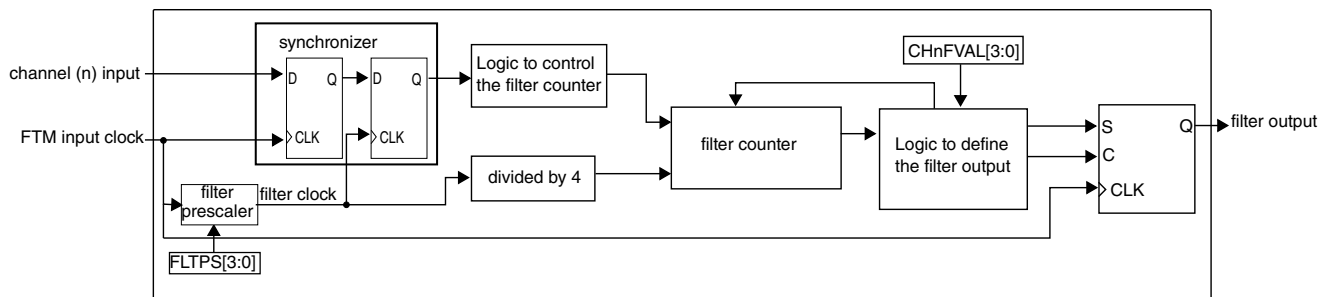 synchronizer
CHnFVAL[3:0]
channel (n) input
D Q
D Q
Logic to control
the filter counter
FTM input clock
CLK
CLK
filter counter
Logic to define
the filter output
S Q
C
CLK
filter output
divided by 4
filter
prescaler
filter clock
FLTPS[3:0]